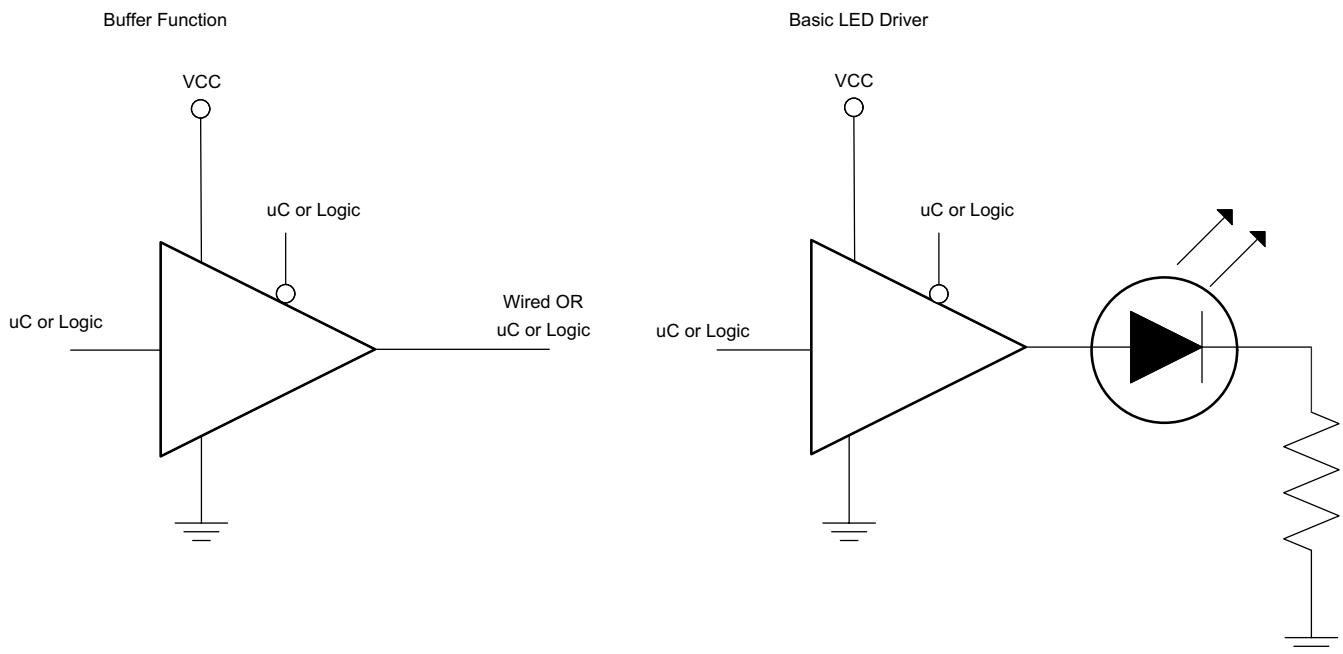 Buffer Function
VCC
uC or Logic
uC or Logic
Wired OR
uC or Logic
Basic LED Driver
VCC
uC or Logic
uC or Logic